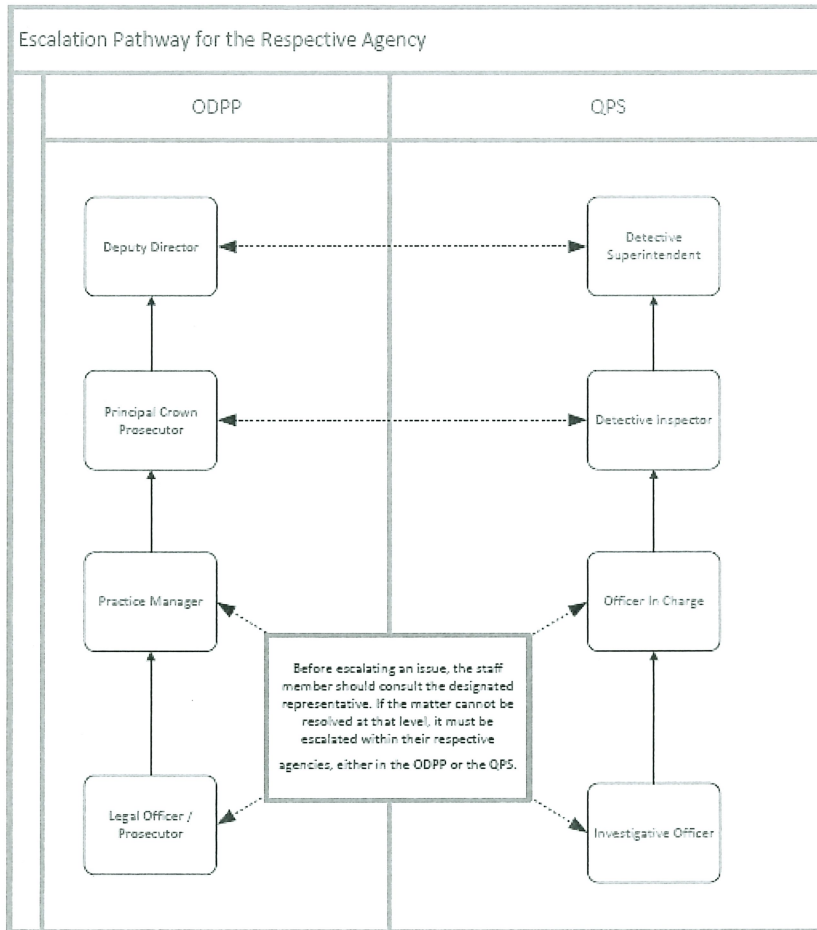 Escalation Pathway for the Respective Agency
ODPP
QPS
Deputy Director
Detective
Superintendent
Principal Crown
Prosecutor
Detective Inspector
Practice Manager
Officer In Charge
Before escalating an issue, the staff
member should consult the designated
representative. If the matter cannot be
resolved at that level, it must be
escalated within their respective
agencies, either in the ODPP or the QPS.
Legal Officer /
Prosecutor
Investigative Officer